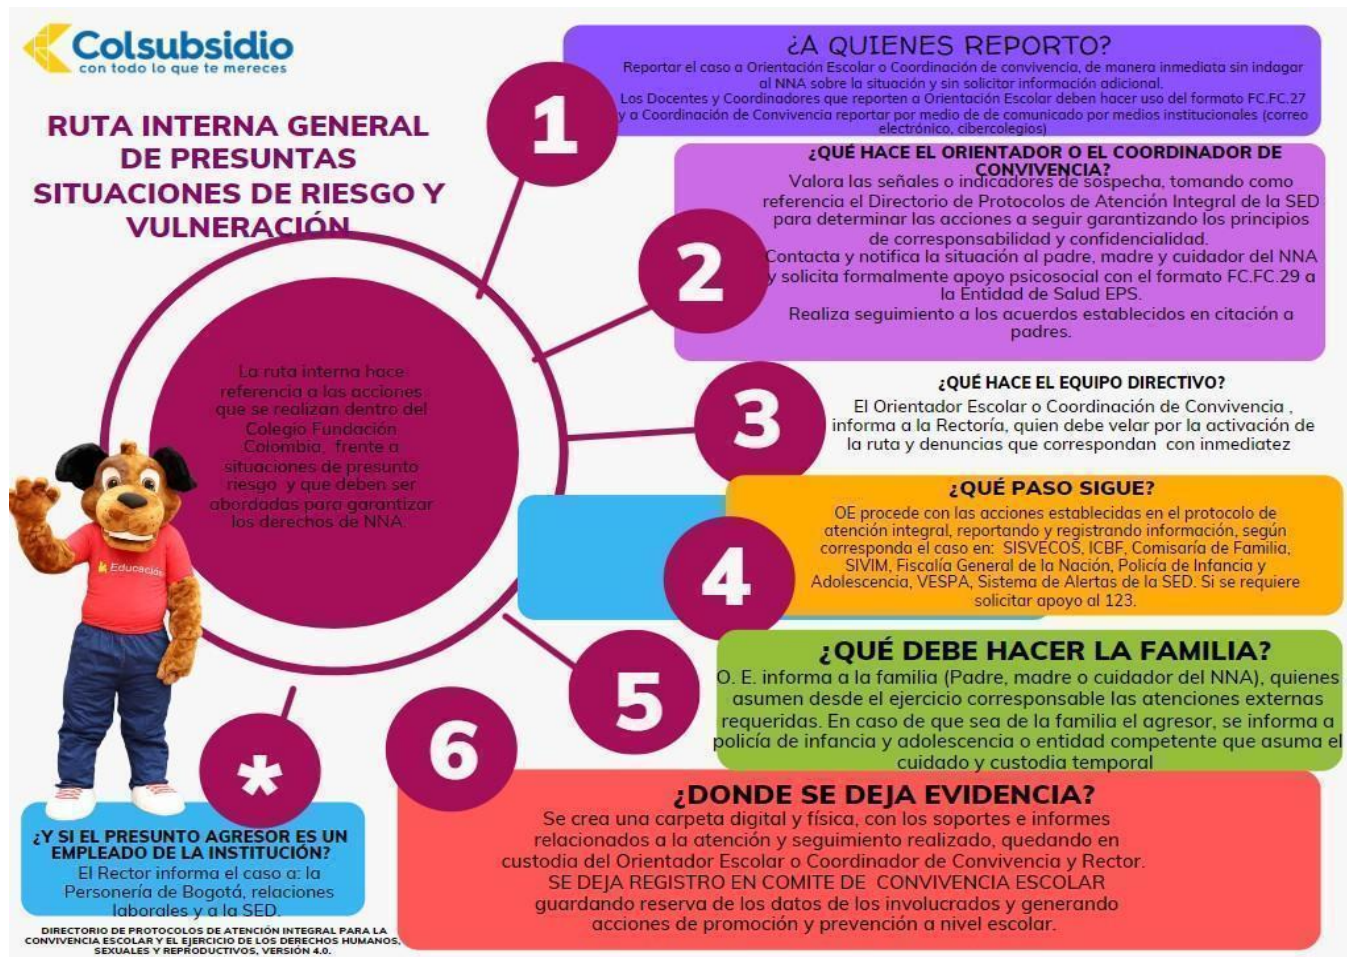 Colsubsidio
con todo lo que te mereces
RUTA INTERNA GENERAL
DE PRESUNTAS
SITUACIONES DE RIESGO Y
VULNERACIÓN
La ruta interna hace
referencia a las acciones
que se realizan dentro del
Colegio Fundación
Colombia, frente a
situaciones de presunto
riesgo y que deben ser
abordadas para garantizar
los derechos de NNA
Educación
1
¿A QUIENES REPORTO?
Reportar el caso a Orientación Escolar o Coordinación de convivencia, de manera inmediata sin indagar
al NNA sobre la situación y sin solicitar información adicional.
Los Docentes y Coordinadores que reporten a Orientación Escolar deben hacer uso del formato FC.FC.27
y a Coordinación de Convivencia reportar por medio de de comunicado por medios institucionales (correo
electrónico, cibercolegios)
2
¿QUÉ HACE EL ORIENTADOR O EL COORDINADOR DE
CONVIVENCIA?
Valora las señales o indicadores de sospecha, tomando como
referencia el Directorio de Protocolos de Atención Integral de la SED
para determinar las acciones a seguir garantizando los principios
de corresponsabilidad y confidencialidad.
Contacta y notifica la situación al padre, madre y cuidador del NNA
y solicita formalmente apoyo psicosocial con el formato FC.FC.29 a
la Entidad de Salud EPS.
Realiza seguimiento a los acuerdos establecidos en citación a
padres.
3
¿QUÉ HACE EL EQUIPO DIRECTIVO?
El Orientador Escolar o Coordinación de Convivencia ,
informa a la Rectoría, quien debe velar por la activación de
la ruta y denuncias que correspondan con inmediatez
4
¿QUÉ PASO SIGUE?
OE procede con las acciones establecidas en el protocolo de
atención integral, reportando y registrando información, según
corresponda el caso en: SISVECOS, ICBF, Comisaría de Familia,
SIVIM, Fiscalía General de la Nación, Policía de Infancia y
Adolescencia, VESPA, Sistema de Alertas de la SED. Si se requiere
solicitar apoyo al 123.
5
¿QUÉ DEBE HACER LA FAMILIA?
O. E. informa a la familia (Padre, madre o cuidador del NNA), quienes
asumen desde el ejercicio corresponsable las atenciones externas
requeridas. En caso de que sea de la familia el agresor, se informa a
policía de infancia y adolescencia o entidad competente que asuma el
cuidado y custodia temporal
6
¿DONDE SE DEJA EVIDENCIA?
Se crea una carpeta digital y física, con los soportes e informes
relacionados a la atención y seguimiento realizado, quedando en
custodia del Orientador Escolar o Coordinador de Convivencia y Rector.
SE DEJA REGISTRO EN COMITE DE CONVIVENCIA ESCOLAR
guardando reserva de los datos de los involucrados y generando
acciones de promoción y prevención a nivel escolar.
*
¿Y SI EL PRESUNTO AGRESOR ES UN
EMPLEADO DE LA INSTITUCIÓN?
El Rector informa el caso a: la
Personería de Bogotá, relaciones
laborales y a la SED.
DIRECTORIO DE PROTOCOLOS DE ATENCIÓN INTEGRAL PARA LA
CONVIVENCIA ESCOLAR Y EL EJERCICIO DE LOS DERECHOS HUMANOS,
SEXUALES Y REPRODUCTIVOS, VERSIÓN 4.0.